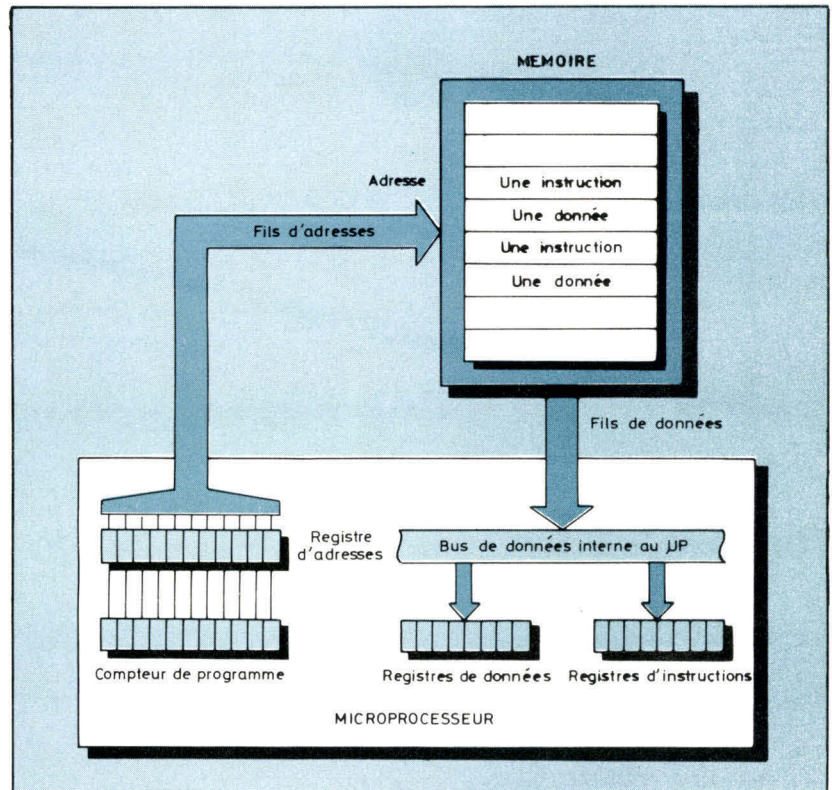 MEMOIRE
Adresse
Une instruction
Fils d'adresses
Une donnée
Une instruction
Une donnée
Fils de données
Registre
d'adresses
Bus de données interne au µP
Compteur de programme
Registres de données
Registres d'instructions
MICROPROCESSEUR